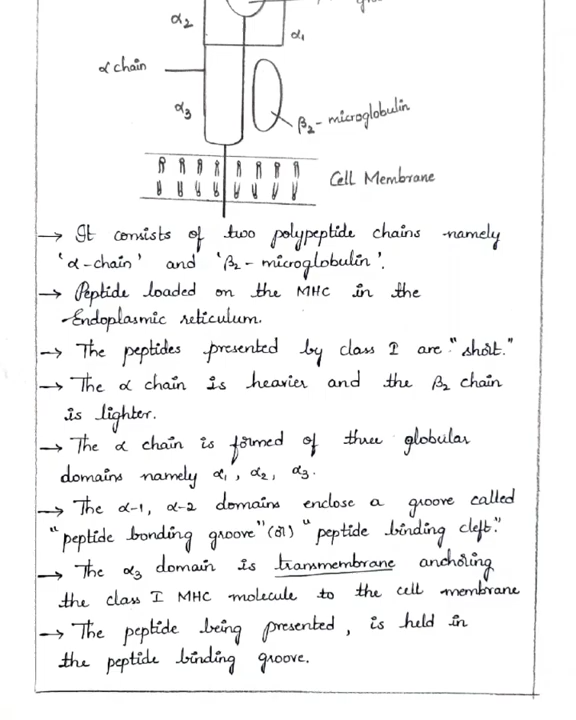 α₂
α₁
α chain
α₃
β₂ - microglobulin
Cell Membrane
→ It consists of two polypeptide chains namely
'α-chain' and 'β₂ - microglobulin'.
→ Peptide loaded on the MHC in the
Endoplasmic reticulum.
→ The peptides presented by class I are "short."
→ The α chain is heavier and the β₂ chain
is lighter.
→ The α chain is formed of three globular
domains namely α₁, α₂, α₃.
→ The α-1, α-2 domains enclose a groove called
"peptide bonding groove" (or) "peptide binding cleft."
→ The α₃ domain is transmembrane anchoring
the class I MHC molecule to the cell membrane
→ The peptide being presented, is held in
the peptide binding groove.